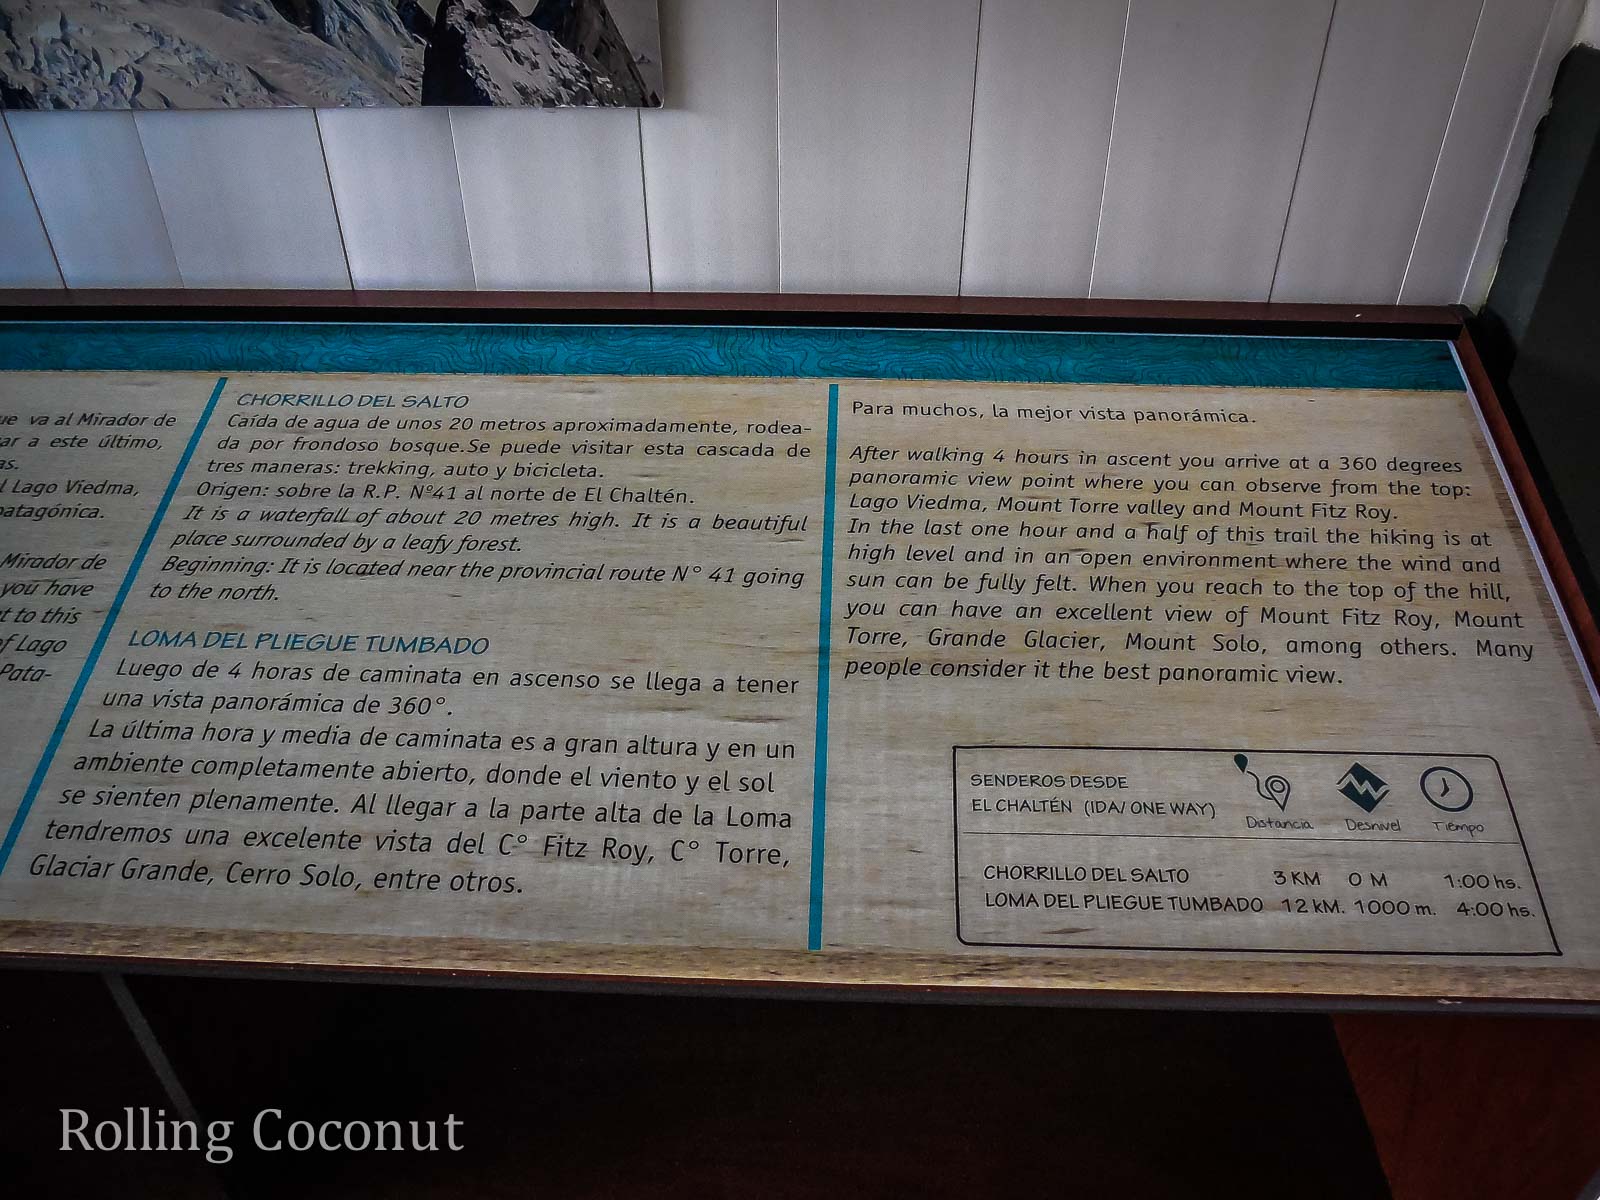 va al Mirador de
a este último,
Lago Viedma,
Mirador de
you have
to this
Lago
Pata-
CHORRILLO DEL SALTO
Caída de agua de unos 20 metros aproximadamente, rodea-
da por frondoso bosque.Se puede visitar esta cascada de
tres maneras: trekking, auto y bicicleta.
Origen: sobre la R.P. Nº41 al norte de El Chaltén.
It is a waterfall of about 20 metres high. It is a beautiful
place surrounded by a leafy forest.
Beginning: It is located near the provincial route N° 41 going
to the north.
LOMA DEL PLIEGUE TUMBADO
Luego de 4 horas de caminata en ascenso se llega a tener
una vista panorámica de 360°.
La última hora y media de caminata es a gran altura y en un
ambiente completamente abierto, donde el viento y el sol
se sienten plenamente. Al llegar a la parte alta de la Loma
tendremos una excelente vista del C° Fitz Roy, C° Torre,
Glaciar Grande, Cerro Solo, entre otros.
Para muchos, la mejor vista panorámica.
After walking 4 hours in ascent you arrive at a 360 degrees
panoramic view point where you can observe from the top:
Lago Viedma, Mount Torre valley and Mount Fitz Roy.
In the last one hour and a half of this trail the hiking is at
high level and in an open environment where the wind and
sun can be fully felt. When you reach to the top of the hill,
you can have an excellent view of Mount Fitz Roy, Mount
Torre, Grande Glacier, Mount Solo, among others. Many
people consider it the best panoramic view.
SENDEROS DESDE
EL CHALTÉN (IDA/ ONE WAY)
Distancia Desnivel Tiempo
CHORRILLO DEL SALTO 3 KM 0 M 1:00 hs.
LOMA DEL PLIEGUE TUMBADO 12 KM. 1000 m. 4:00 hs.
Rolling Coconut